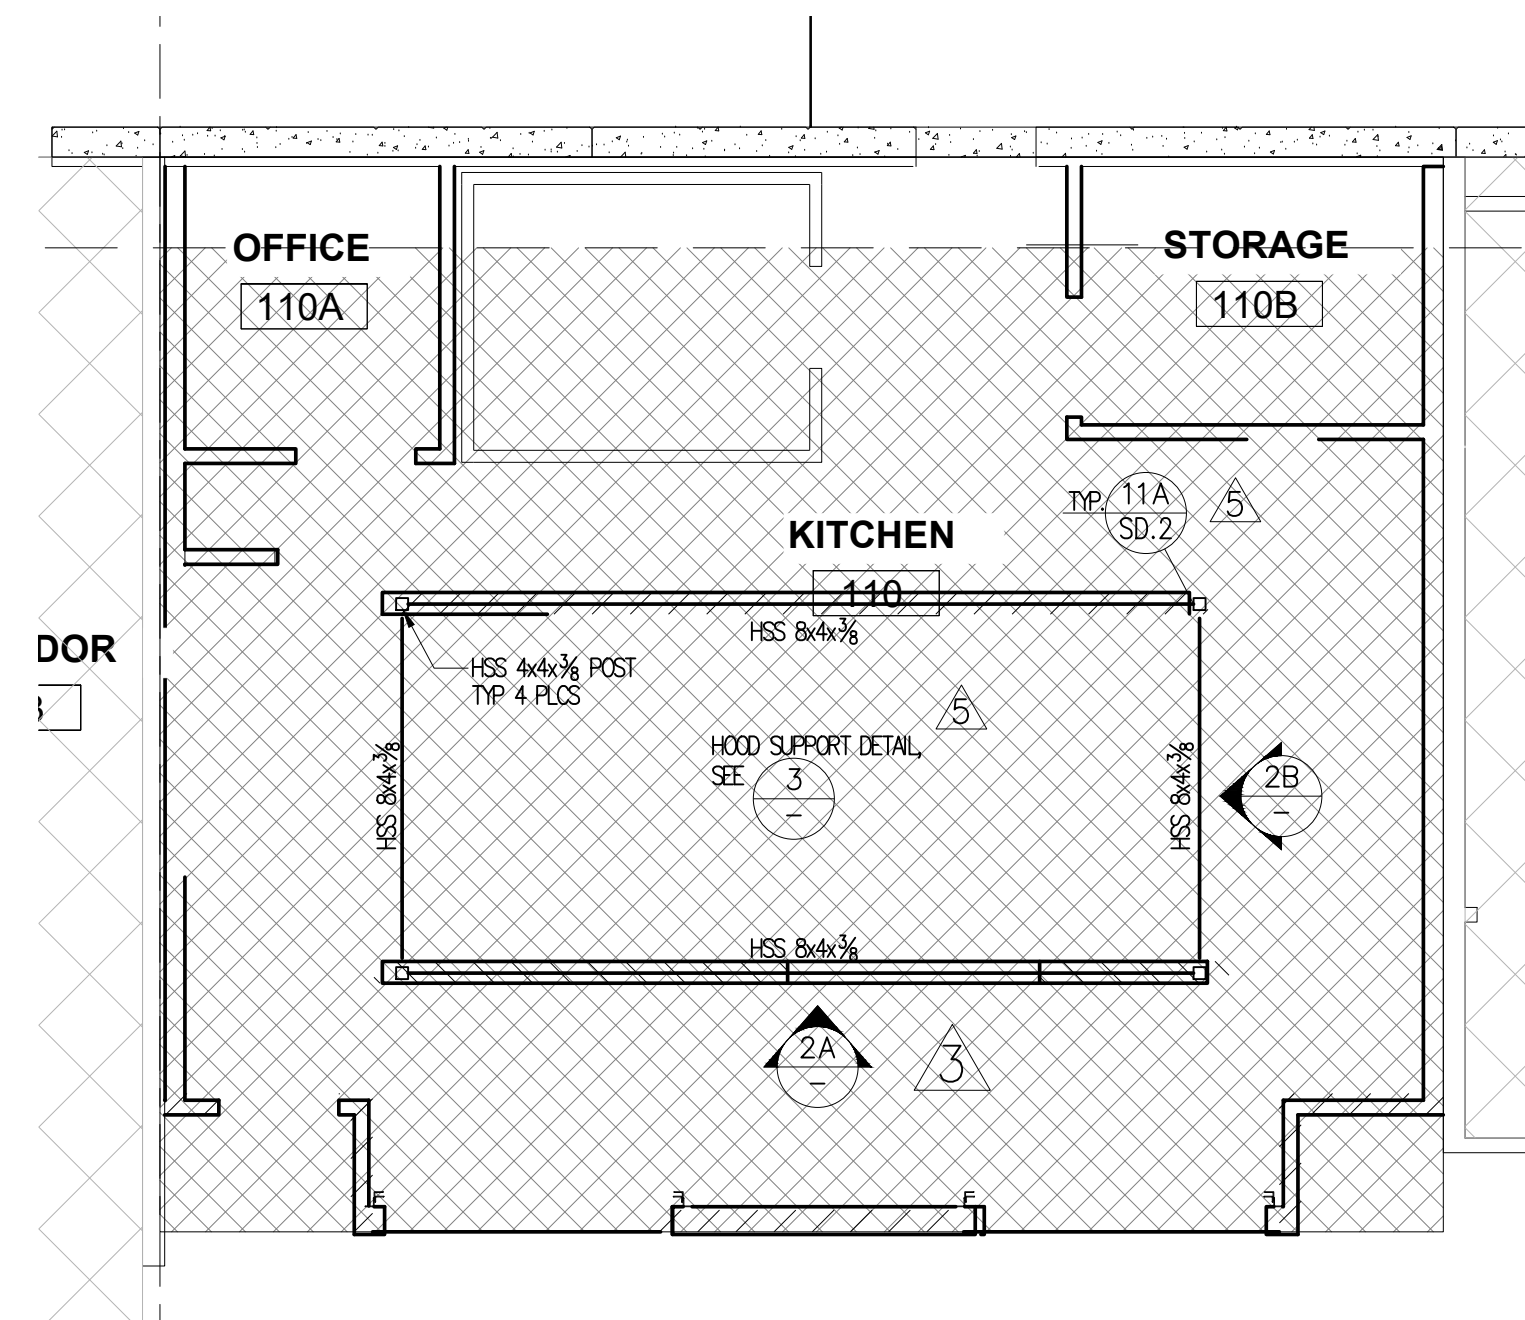 OFFICE
110A
STORAGE
110B
TYP.
11A
SD.2
5
KITCHEN
110
HSS 8x4x3/8
DOR
HSS 4x4x3/8 POST
TYP 4 PLCS
5
HOOD SUPPORT DETAIL,
SEE
3
-
HSS 8x4x3/8
HSS 8x4x3/8
2B
-
HSS 8x4x3/8
2A
-
3